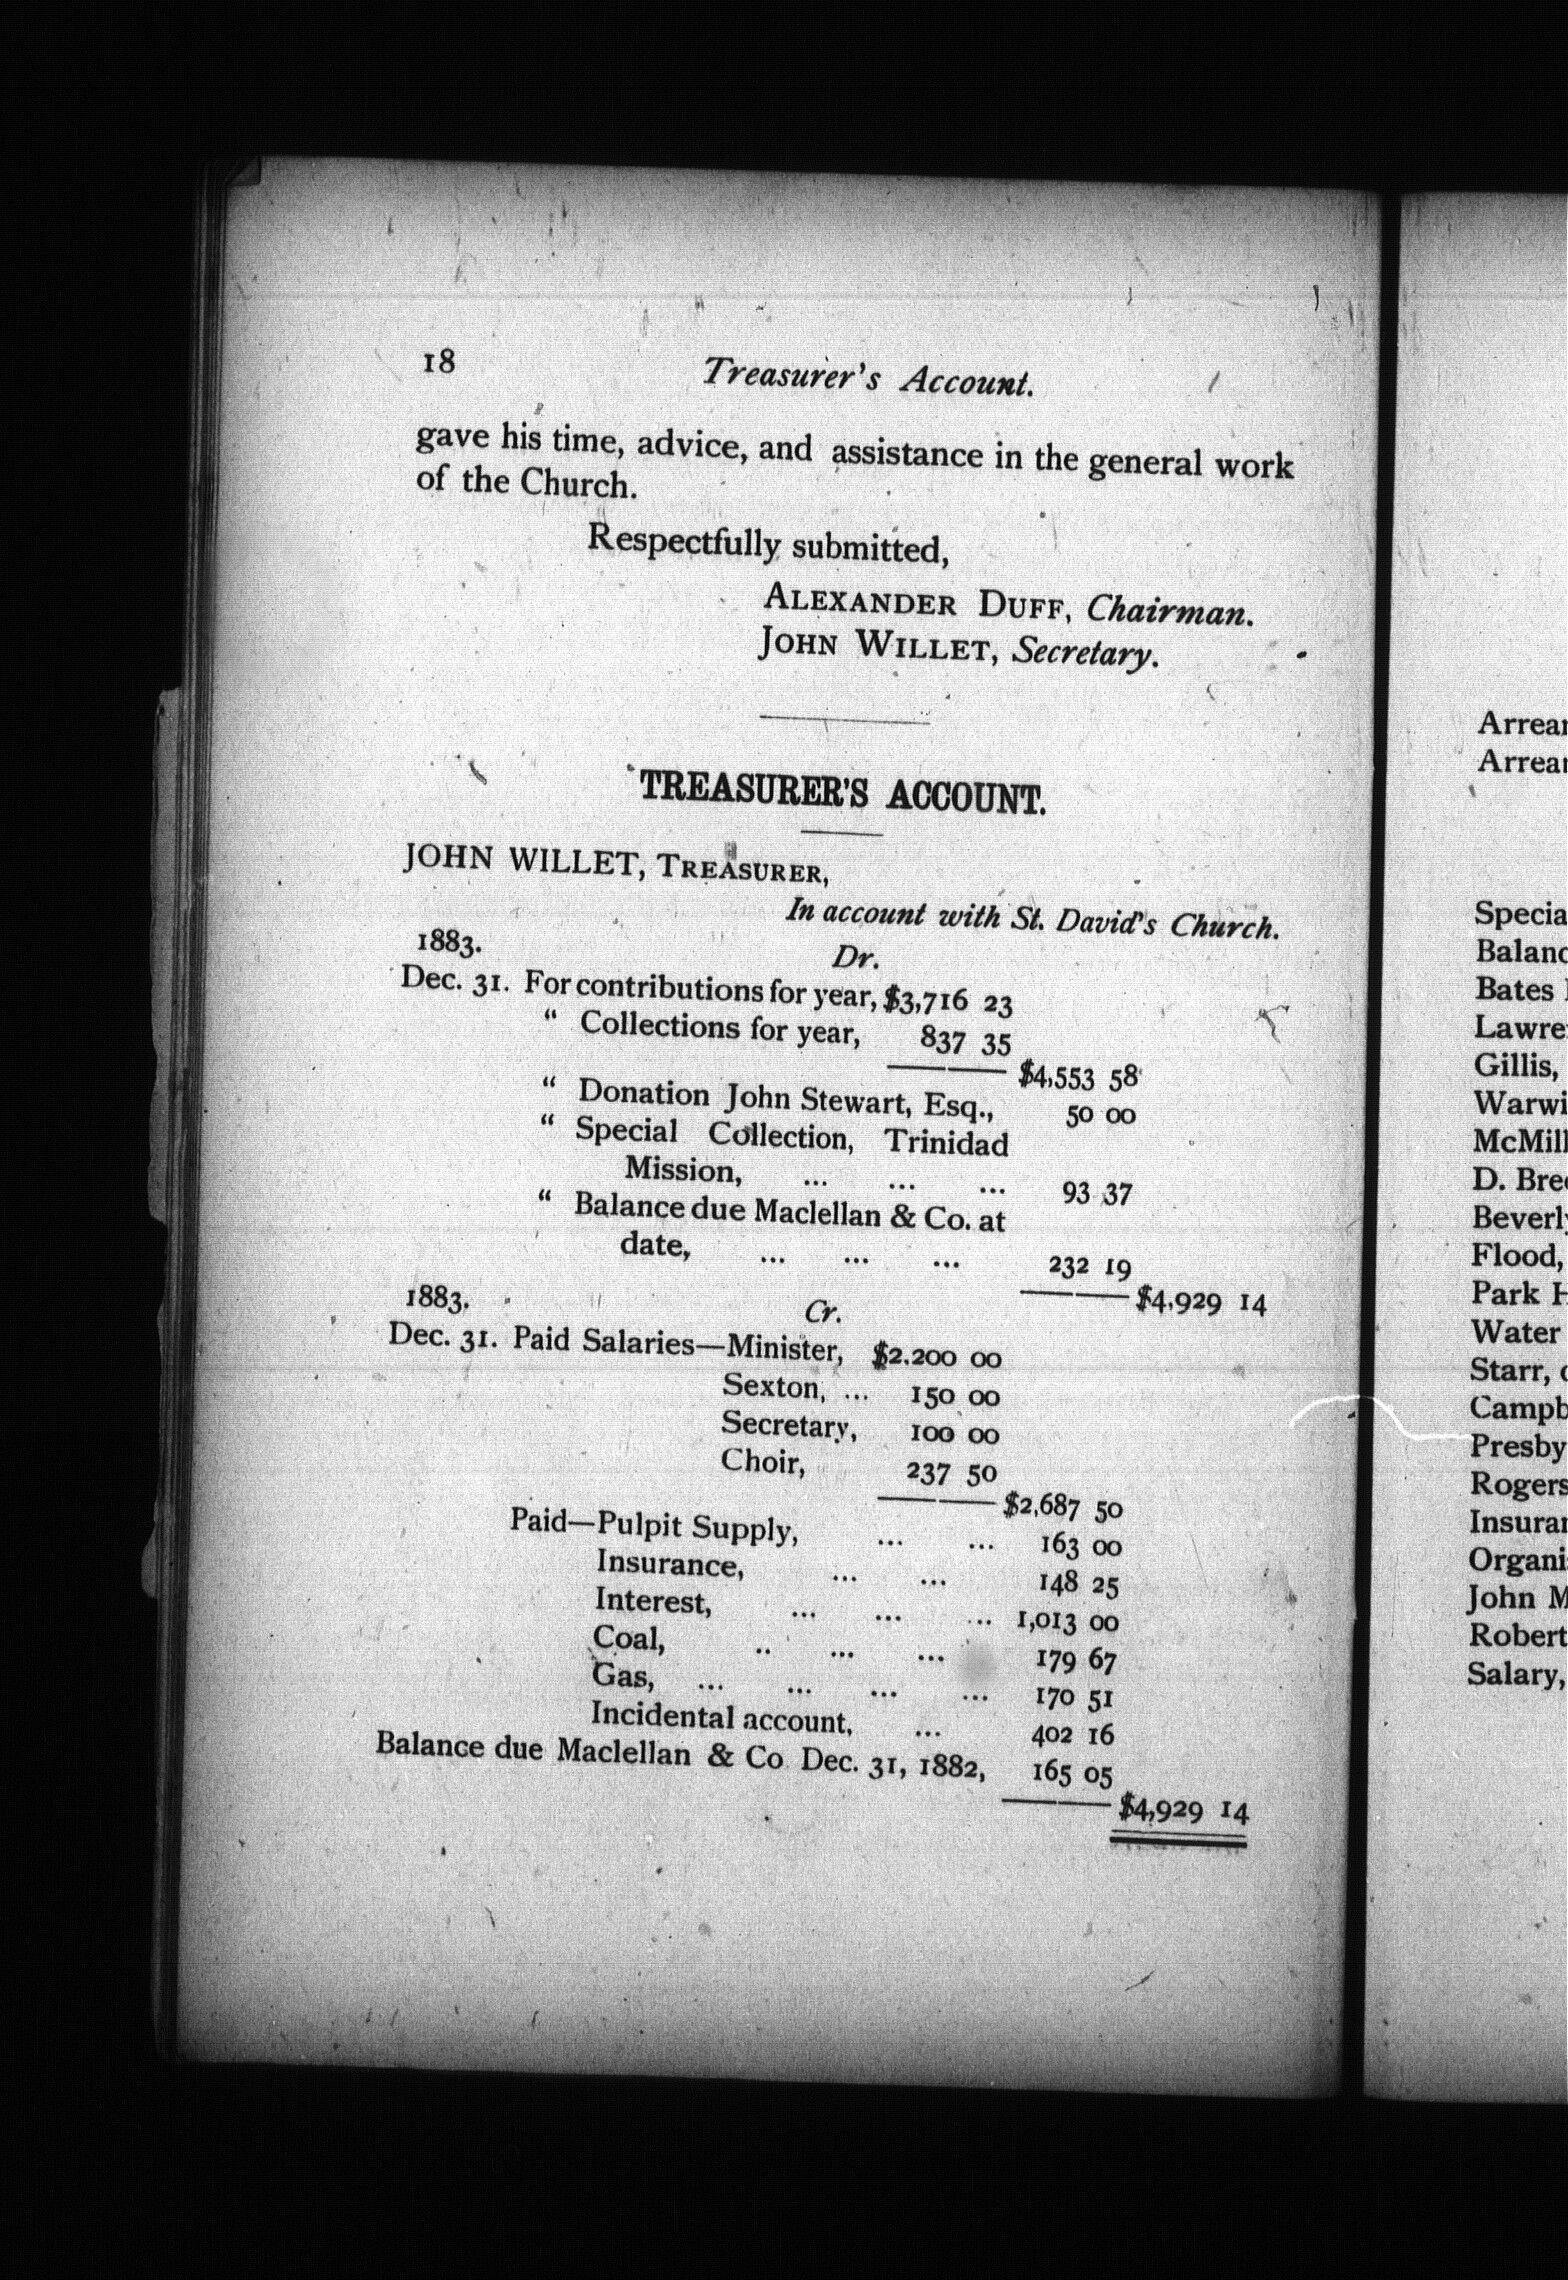 18 Treasurer's Account.
gave his time, advice, and assistance in the general work
of the Church.
Respectfully submitted,
ALEXANDER DUFF, Chairman.
JOHN WILLET, Secretary.
TREASURER'S ACCOUNT.
JOHN WILLET, TREASURER,
In account with St. David's Church.
1883. Dr.
Dec. 31. For contributions for year, $3,716 23
“ Collections for year, 837 35
$4,553 58
“ Donation John Stewart, Esq., 50 00
“ Special Collection, Trinidad
Mission, ... ... ... 93 37
“ Balance due Maclellan & Co. at
date, ... ... ... 232 19
$4,929 14
1883. Cr.
Dec. 31. Paid Salaries—Minister, $2.200 00
Sexton, ... 150 00
Secretary, 100 00
Choir, 237 50
$2,687 50
Paid—Pulpit Supply, ... ... 163 00
Insurance, ... ... 148 25
Interest, ... ... ... 1,013 00
Coal, .. ... ... 179 67
Gas, ... ... ... ... 170 51
Incidental account, ... 402 16
Balance due Maclellan & Co Dec. 31, 1882, 165 05
$4,929 14
Arrear
Arrear
Specia
Balanc
Bates
Lawre
Gillis,
Warwi
McMill
D. Bree
Beverly
Flood,
Park H
Water
Starr,
Campb
Presby
Rogers
Insuran
Organi
John M
Robert
Salary,